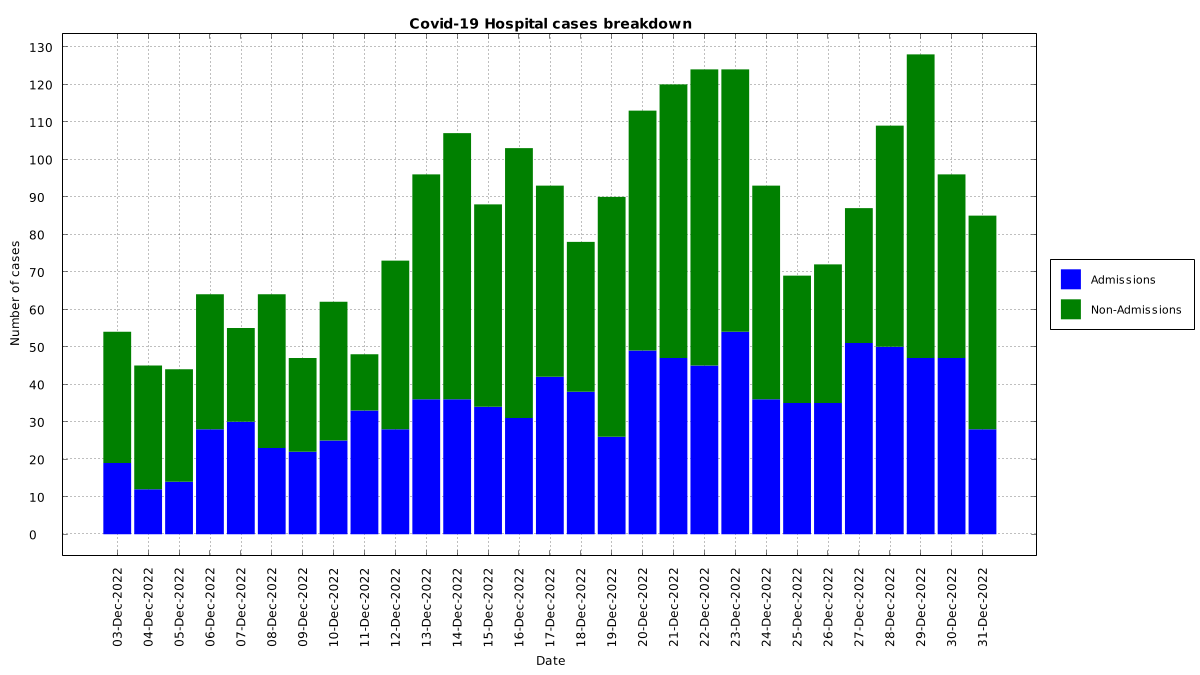 Covid-19 Hospital cases breakdown
130
120
110
100
90
80
70
60
50
40
30
20
10
0
Number of cases
03-Dec-2022
04-Dec-2022
05-Dec-2022
06-Dec-2022
07-Dec-2022
08-Dec-2022
09-Dec-2022
10-Dec-2022
11-Dec-2022
12-Dec-2022
13-Dec-2022
14-Dec-2022
15-Dec-2022
16-Dec-2022
17-Dec-2022
18-Dec-2022
19-Dec-2022
20-Dec-2022
21-Dec-2022
22-Dec-2022
23-Dec-2022
24-Dec-2022
25-Dec-2022
26-Dec-2022
27-Dec-2022
28-Dec-2022
29-Dec-2022
30-Dec-2022
31-Dec-2022
Date
Admissions
Non-Admissions